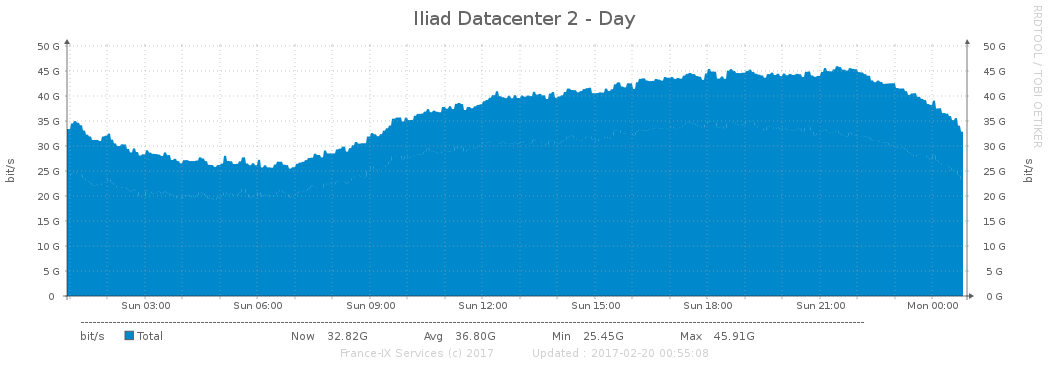 Iliad Datacenter 2 - Day
RRDTOOL / TOBI OETIKER
50 G 50 G
45 G 45 G
40 G 40 G
35 G 35 G
30 G 30 G
25 G 25 G
20 G 20 G
15 G 15 G
10 G 10 G
5 G 5 G
0 0 G
bit/s bit/s
Sun 03:00 Sun 06:00 Sun 09:00 Sun 12:00 Sun 15:00 Sun 18:00 Sun 21:00 Mon 00:00
bit/s Total Now 32.82G Avg 36.80G Min 25.45G Max 45.91G
France-IX Services (c) 2017 Updated : 2017-02-20 00:55:08